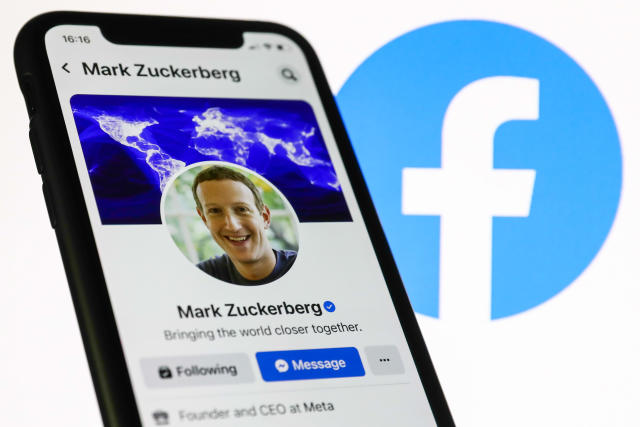 16:16
Mark Zuckerberg
Mark Zuckerberg
Bringing the world closer together.
Following
Message
Founder and CEO at Meta
f